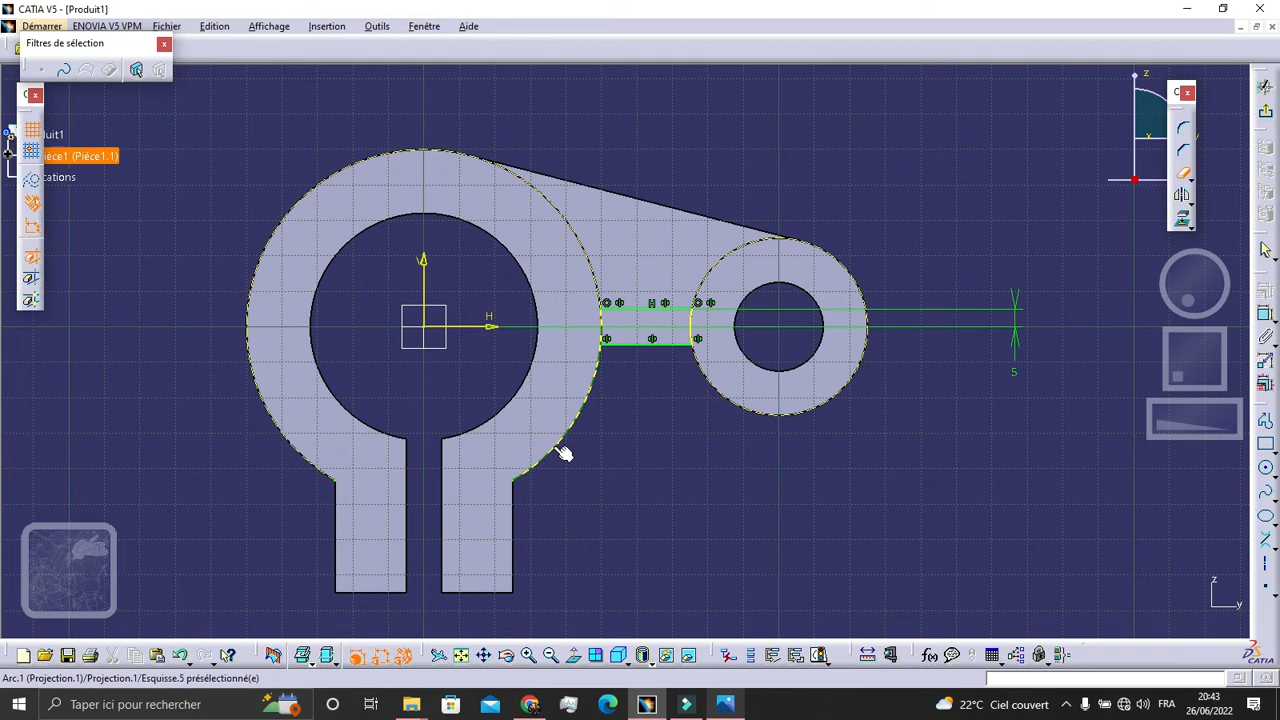 CATIA V5 - [Produit1]
Démarrer ENOVIA V5 VPM Fichier Edition Affichage Insertion Outils Fenêtre Aide
Filtres de sélection
C
C
z
x
y
duit1
ièce1 (Pièce1.1)
cations
V
H
H
5
z
y
Arc.1 (Projection.1)/Projection.1/Esquisse.5 présélectionné(e)
Taper ici pour rechercher
22°C Ciel couvert
FRA
20:43
26/06/2022
CATIA